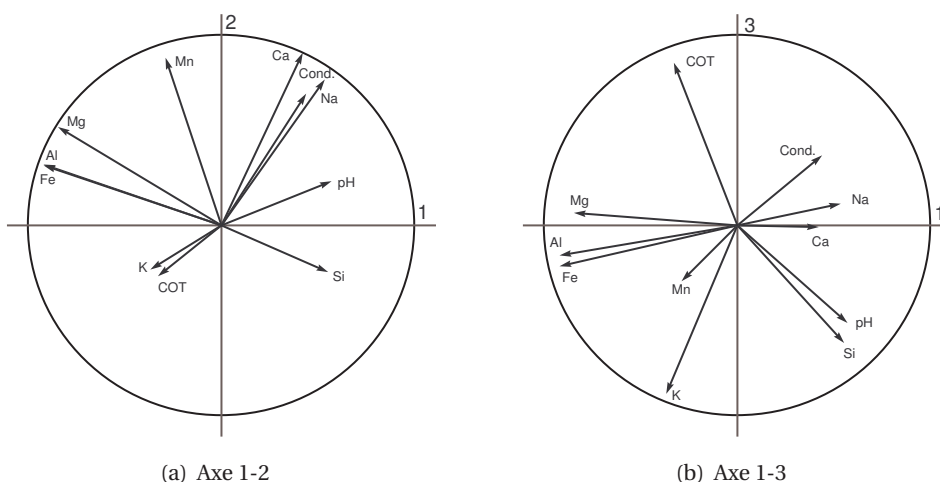 2
Ca
Mn
Cond.
Na
Mg
Al
Fe
pH
1
K
COT
Si
(a) Axe 1-2
3
COT
Cond.
Mg
Na
1
Al
Ca
Fe
Mn
pH
Si
K
(b) Axe 1-3